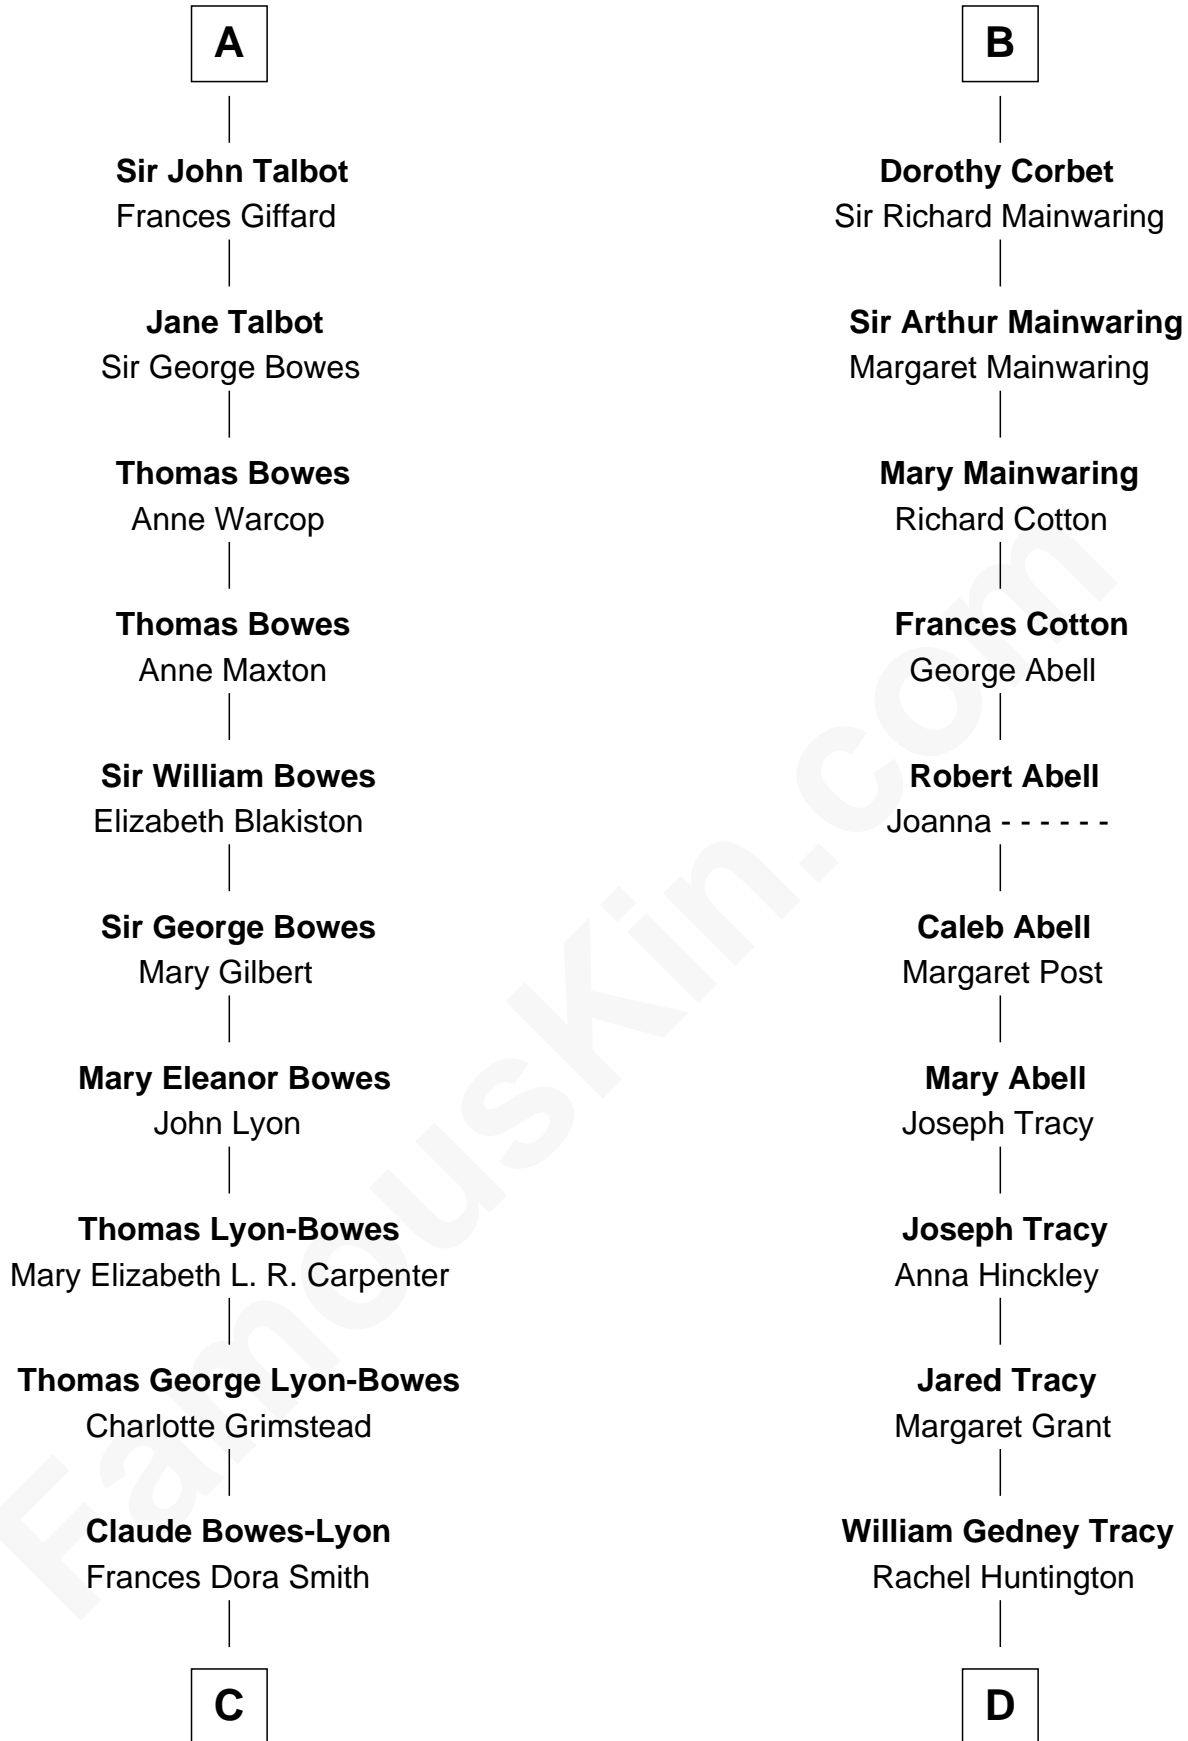 A
Sir John Talbot
Frances Giffard
Jane Talbot
Sir George Bowes
Thomas Bowes
Anne Warcop
Thomas Bowes
Anne Maxton
Sir William Bowes
Elizabeth Blakiston
Sir George Bowes
Mary Gilbert
Mary Eleanor Bowes
John Lyon
Thomas Lyon-Bowes
Mary Elizabeth L. R. Carpenter
Thomas George Lyon-Bowes
Charlotte Grimstead
Claude Bowes-Lyon
Frances Dora Smith
C
B
Dorothy Corbet
Sir Richard Mainwaring
Sir Arthur Mainwaring
Margaret Mainwaring
Mary Mainwaring
Richard Cotton
Frances Cotton
George Abell
Robert Abell
Joanna - - - - - -
Caleb Abell
Margaret Post
Mary Abell
Joseph Tracy
Joseph Tracy
Anna Hinckley
Jared Tracy
Margaret Grant
William Gedney Tracy
Rachel Huntington
D
FamousKin.com